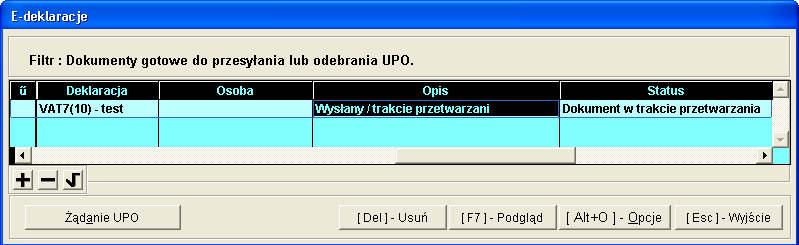 E-deklaracje
Filtr : Dokumenty gotowe do przesyłania lub odebrania UPO.
ű Deklaracja Osoba Opis Status
VAT7(10) - test Wysłany / trakcie przetwarzani Dokument w trakcie przetwarzania
Żądanie UPO [ Del ] - Usuń [ F7 ] - Podgląd [ Alt+O ] - Opcje [ Esc ] - Wyjście